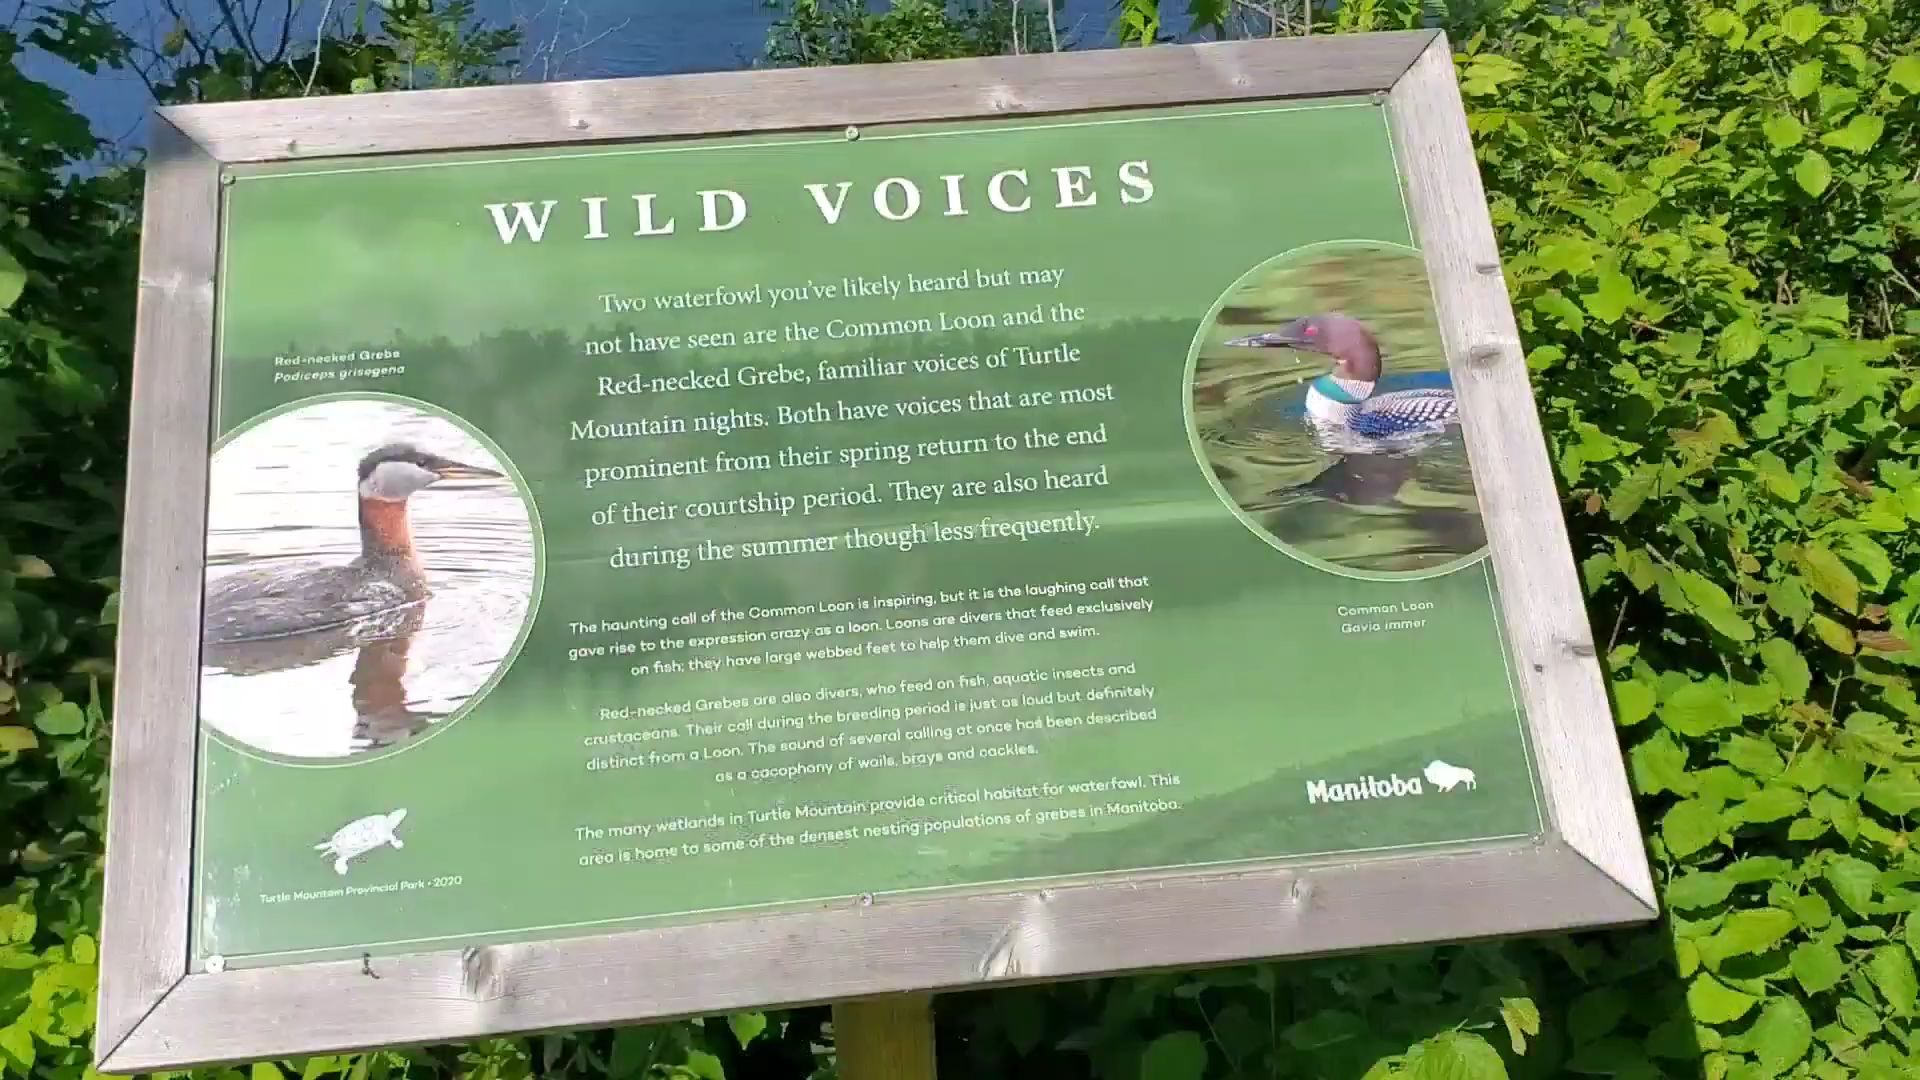 WILD VOICES
Two waterfowl you've likely heard but may
not have seen are the Common Loon and the
Red-necked Grebe, familiar voices of Turtle
Mountain nights. Both have voices that are most
prominent from their spring return to the end
of their courtship period. They are also heard
during the summer though less frequently.
Red-necked Grebe
Podiceps grisegena
The haunting call of the Common Loon is inspiring, but it is the laughing call that
gave rise to the expression crazy as a loon. Loons are divers that feed exclusively
on fish; they have large webbed feet to help them dive and swim.
Common Loon
Gavia immer
Red-necked Grebes are also divers, who feed on fish, aquatic insects and
crustaceans. Their call during the breeding period is just as loud but definitely
distinct from a Loon. The sound of several calling at once has been described
as a cacophony of wails, brays and cackles.
The many wetlands in Turtle Mountain provide critical habitat for waterfowl. This
area is home to some of the densest nesting populations of grebes in Manitoba.
Manitoba
Turtle Mountain Provincial Park • 2020